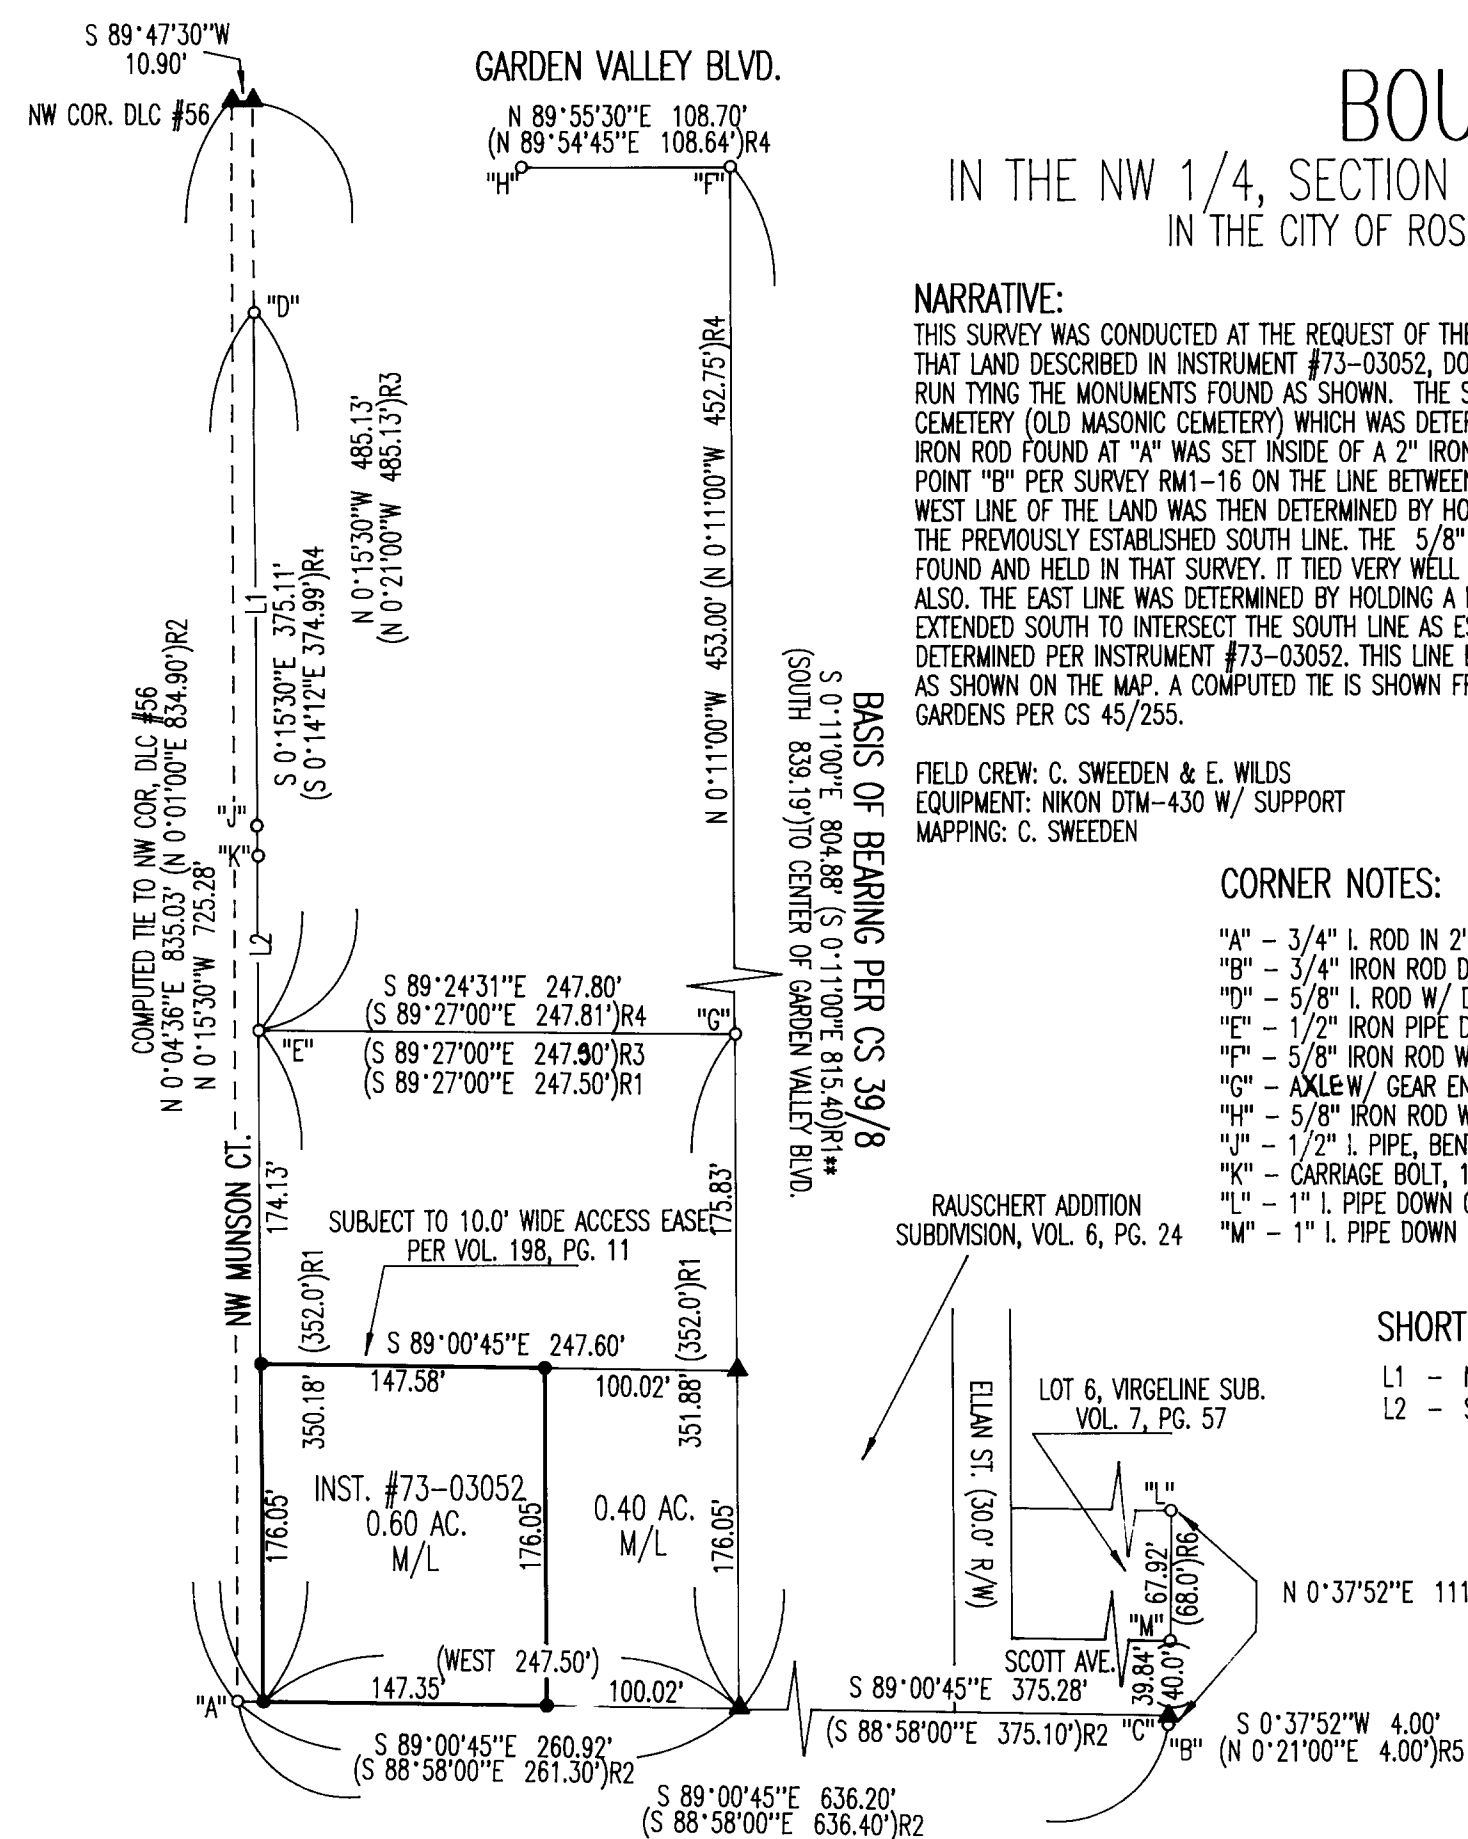 S 89°47'30"W
10.90'
NW COR. DLC #56
GARDEN VALLEY BLVD.
N 89°55'30"E 108.70'
(N 89°54'45"E 108.64')R4
"H"
"F"
BOU
IN THE NW 1/4, SECTION
IN THE CITY OF ROS
NARRATIVE:
THIS SURVEY WAS CONDUCTED AT THE REQUEST OF THE
THAT LAND DESCRIBED IN INSTRUMENT #73-03052, DO
RUN TYING THE MONUMENTS FOUND AS SHOWN. THE S
CEMETERY (OLD MASONIC CEMETERY) WHICH WAS DETER
IRON ROD FOUND AT "A" WAS SET INSIDE OF A 2" IRON
POINT "B" PER SURVEY RM1-16 ON THE LINE BETWEEN
WEST LINE OF THE LAND WAS THEN DETERMINED BY HO
THE PREVIOUSLY ESTABLISHED SOUTH LINE. THE 5/8"
FOUND AND HELD IN THAT SURVEY. IT TIED VERY WELL
ALSO. THE EAST LINE WAS DETERMINED BY HOLDING A
EXTENDED SOUTH TO INTERSECT THE SOUTH LINE AS ES
DETERMINED PER INSTRUMENT #73-03052. THIS LINE
AS SHOWN ON THE MAP. A COMPUTED TIE IS SHOWN FR
GARDENS PER CS 45/255.
FIELD CREW: C. SWEEDEN & E. WILDS
EQUIPMENT: NIKON DTM-430 W/ SUPPORT
MAPPING: C. SWEEDEN
CORNER NOTES:
"A" - 3/4" I. ROD IN 2"
"B" - 3/4" IRON ROD D
"D" - 5/8" I. ROD W/
"E" - 1/2" IRON PIPE D
"F" - 5/8" IRON ROD W
"G" - AXLE W/ GEAR EN
"H" - 5/8" IRON ROD W
"J" - 1/2" I. PIPE, BEN
"K" - CARRIAGE BOLT, 1
"L" - 1" I. PIPE DOWN
"M" - 1" I. PIPE DOWN
SHORT
L1 -
L2 - S
"D"
N 0°15'30"W 485.13'
(N 0°21'00"W 485.13')R3
L1
S 0°15'30"E 375.11'
(S 0°14'12"E 374.99')R4
N 0°11'00"W 453.00' (N 0°11'00"W 452.75')R4
COMPUTED TIE TO NW COR, DLC #56
N 0°04'36"E 835.03' (N 0°01'00"E 834.90')R2
N 0°15'30"W 725.28'
"J"
"K"
L2
BASIS OF BEARING PER CS 39/8
S 0°11'00"E 804.88' (S 0°11'00"E 815.40)R1**
(SOUTH 839.19')TO CENTER OF GARDEN VALLEY BLVD.
S 89°24'31"E 247.80'
(S 89°27'00"E 247.81')R4
"E"
"G"
(S 89°27'00"E 247.90')R3
(S 89°27'00"E 247.50')R1
NW MUNSON CT.
174.13'
175.83'
SUBJECT TO 10.0' WIDE ACCESS EASE.
PER VOL. 198, PG. 11
350.18' (352.0')R1
351.88' (352.0')R1
S 89°00'45"E 247.60'
147.58'
100.02'
INST. #73-03052
0.60 AC.
M/L
0.40 AC.
M/L
176.05'
176.05'
176.05'
(WEST 247.50')
147.35'
100.02'
"A"
S 89°00'45"E 260.92'
(S 88°58'00"E 261.30')R2
S 89°00'45"E 636.20'
(S 88°58'00"E 636.40')R2
RAUSCHERT ADDITION
SUBDIVISION, VOL. 6, PG. 24
ELLAN ST. (30.0' R/W)
LOT 6, VIRGELINE SUB.
VOL. 7, PG. 57
"L"
67.92'
(68.0')R6
"M"
N 0°37'52"E 111
SCOTT AVE.
39.84'
(40.0')
S 89°00'45"E 375.28'
(S 88°58'00"E 375.10')R2
"C"
"B"
S 0°37'52"W 4.00'
(N 0°21'00"E 4.00')R5